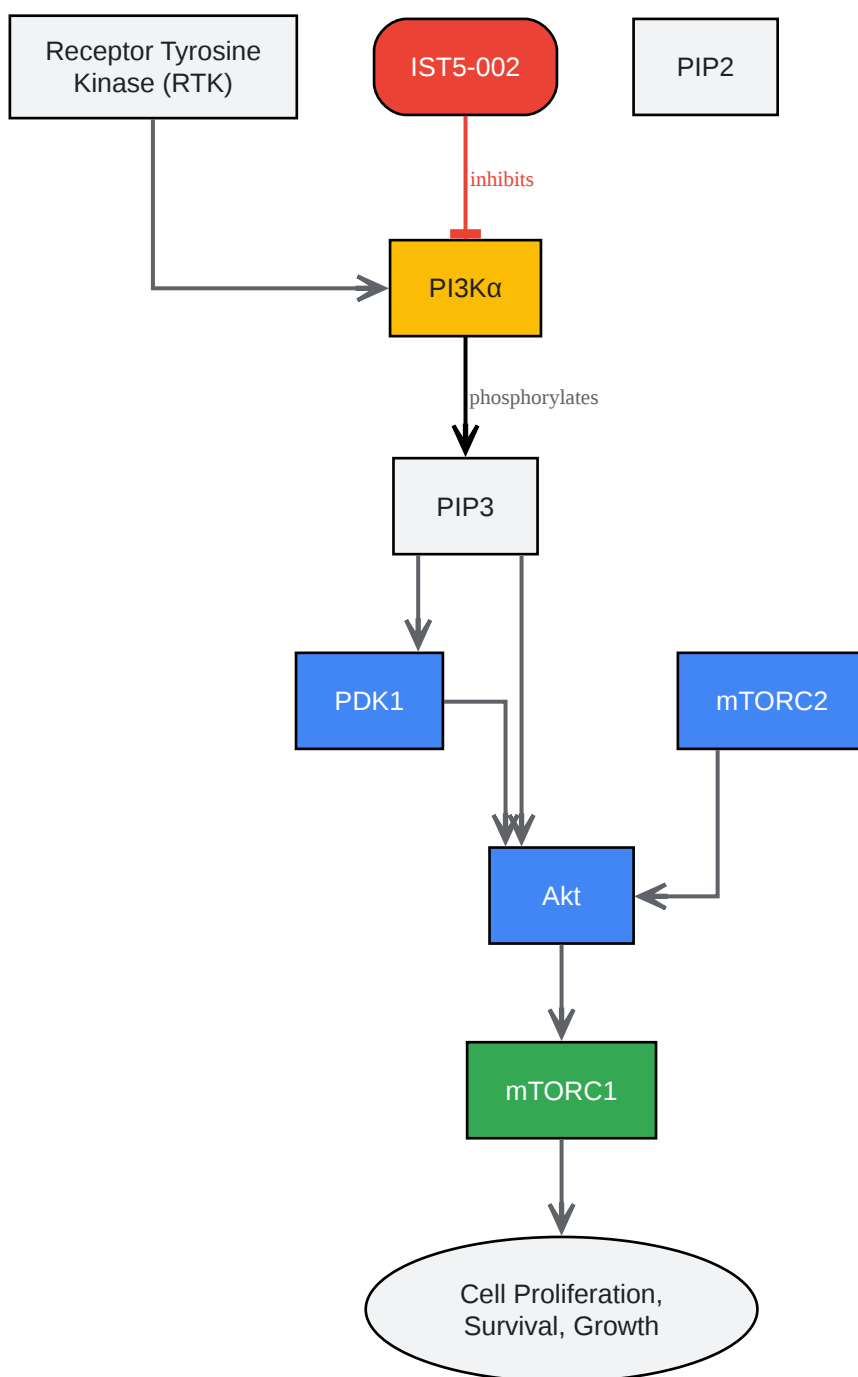 Receptor Tyrosine
Kinase (RTK)
IST5-002
PIP2
inhibits
PI3Kα
phosphorylates
PIP3
PDK1
mTORC2
Akt
mTORC1
Cell Proliferation,
Survival, Growth